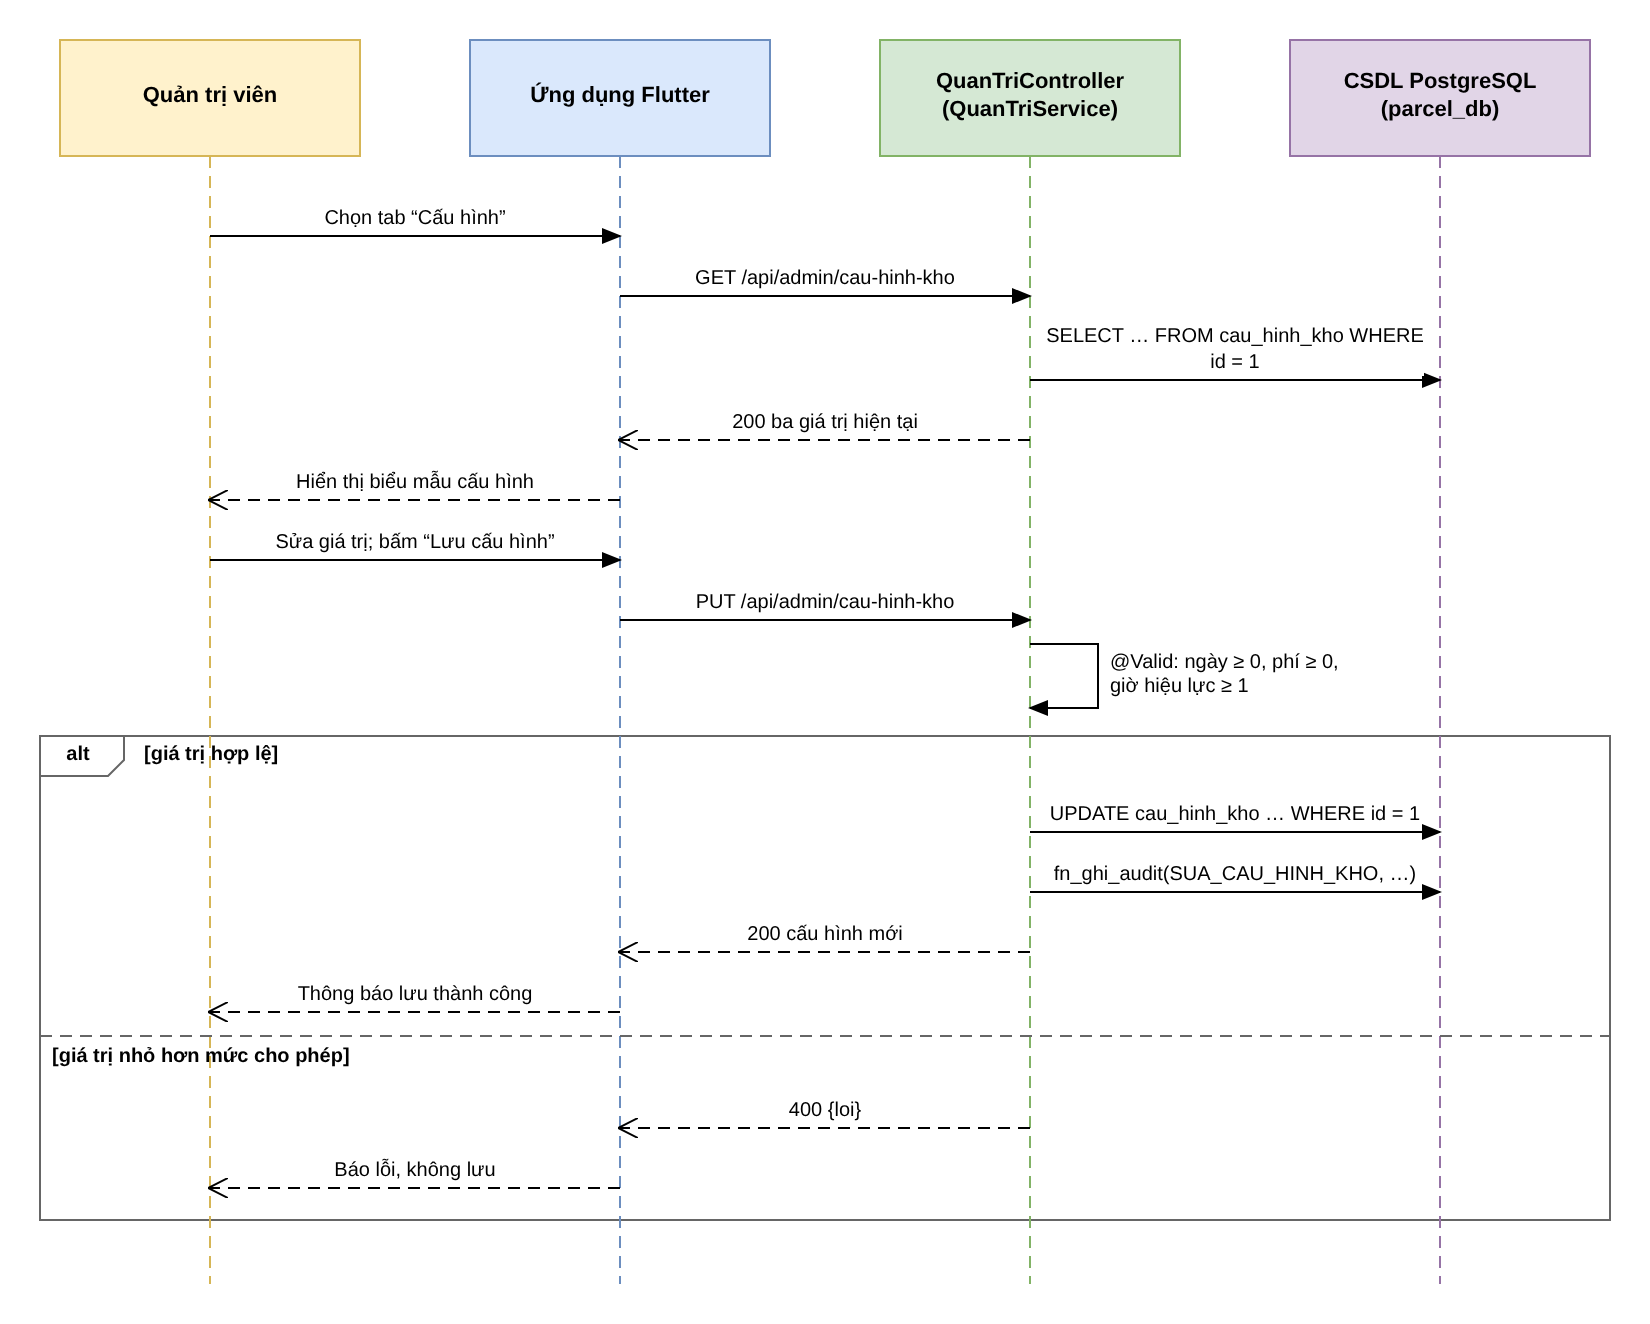 Quản trị viên
Ứng dụng Flutter
QuanTriController
(QuanTriService)
CSDL PostgreSQL
(parcel_db)
Chọn tab “Cấu hình”
GET /api/admin/cau-hinh-kho
SELECT … FROM cau_hinh_kho WHERE
id = 1
200 ba giá trị hiện tại
Hiển thị biểu mẫu cấu hình
Sửa giá trị; bấm “Lưu cấu hình”
PUT /api/admin/cau-hinh-kho
@Valid: ngày ≥ 0, phí ≥ 0,
giờ hiệu lực ≥ 1
alt
[giá trị hợp lệ]
UPDATE cau_hinh_kho … WHERE id = 1
fn_ghi_audit(SUA_CAU_HINH_KHO, …)
200 cấu hình mới
Thông báo lưu thành công
[giá trị nhỏ hơn mức cho phép]
400 {loi}
Báo lỗi, không lưu